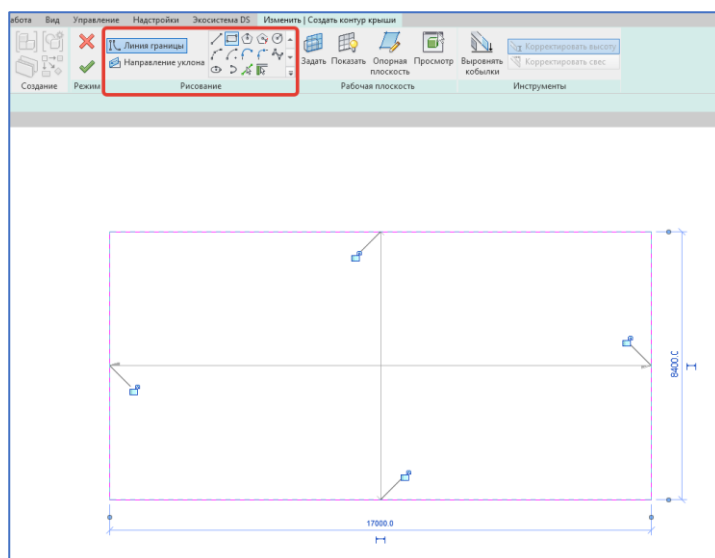 абота Вид Управление Надстройки Экосистема DS Изменить | Создать контур крыши
Линия границы
Направление уклона
Задать Показать Опорная плоскость Просмотр Выровнять кобылки
Корректировать высоту
Корректировать свес
Создание Режим Рисование Рабочая плоскость Инструменты
8400.0
17000.0